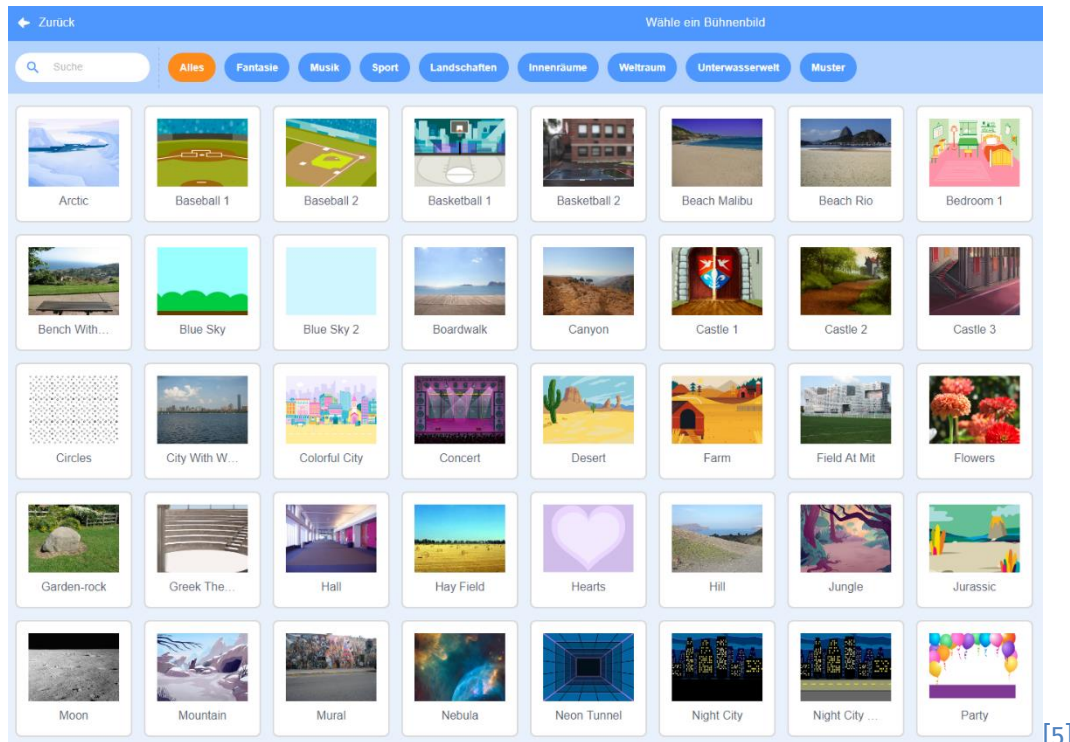 Zurück Wähle ein Bühnenbild
Suche Alles Fantasie Musik Sport Landschaften Innenräume Weltraum Unterwasserwelt Muster
Arctic Baseball 1 Baseball 2 Basketball 1 Basketball 2 Beach Malibu Beach Rio Bedroom 1
Bench With... Blue Sky Blue Sky 2 Boardwalk Canyon Castle 1 Castle 2 Castle 3
Circles City With W... Colorful City Concert Desert Farm Field At Mit Flowers
Garden-rock Greek The... Hall Hay Field Hearts Hill Jungle Jurassic
Moon Mountain Mural Nebula Neon Tunnel Night City Night City ... Party
[5]